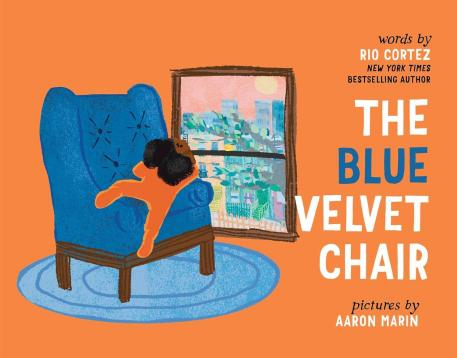 words by
RIO CORTEZ
NEW YORK TIMES
BESTSELLING AUTHOR
THE
BLUE
VELVET
CHAIR
pictures by
AARON MARIN